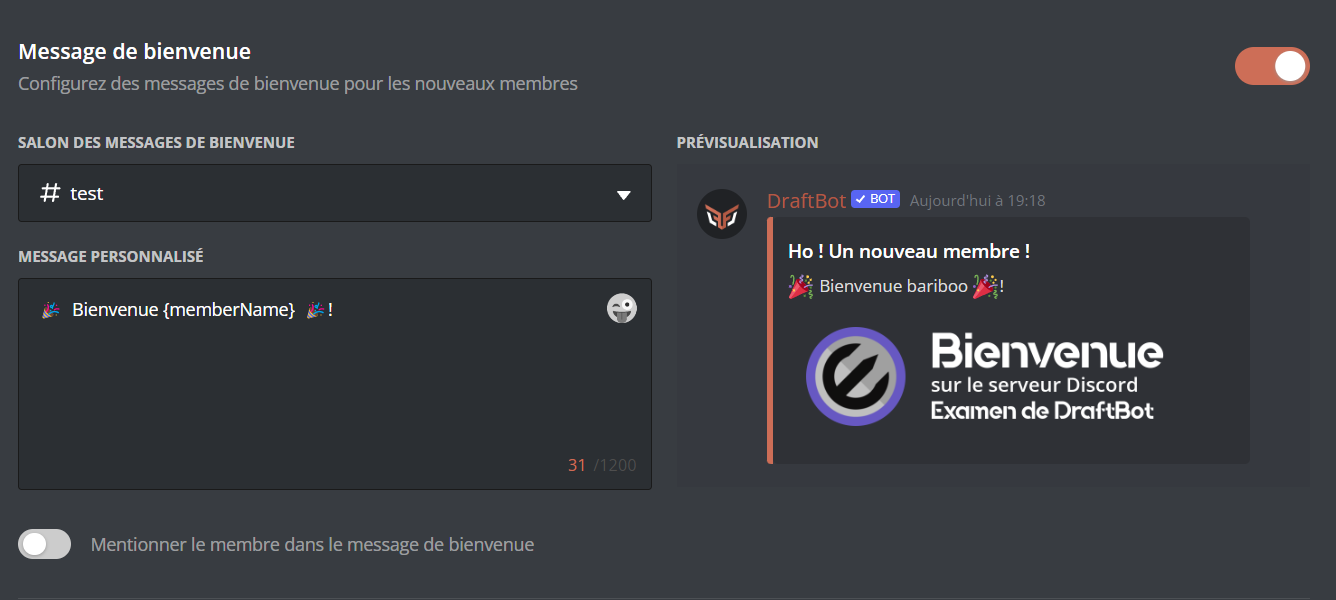 Message de bienvenue
Configurez des messages de bienvenue pour les nouveaux membres
SALON DES MESSAGES DE BIENVENUE
# test
MESSAGE PERSONNALISÉ
🎉 Bienvenue {memberName} 🎉 !
31 /1200
Mentionner le membre dans le message de bienvenue
PRÉVISUALISATION
DraftBot ✓ BOT Aujourd'hui à 19:18
Ho ! Un nouveau membre !
🎉 Bienvenue bariboo 🎉!
Bienvenue
sur le serveur Discord
Examen de DraftBot